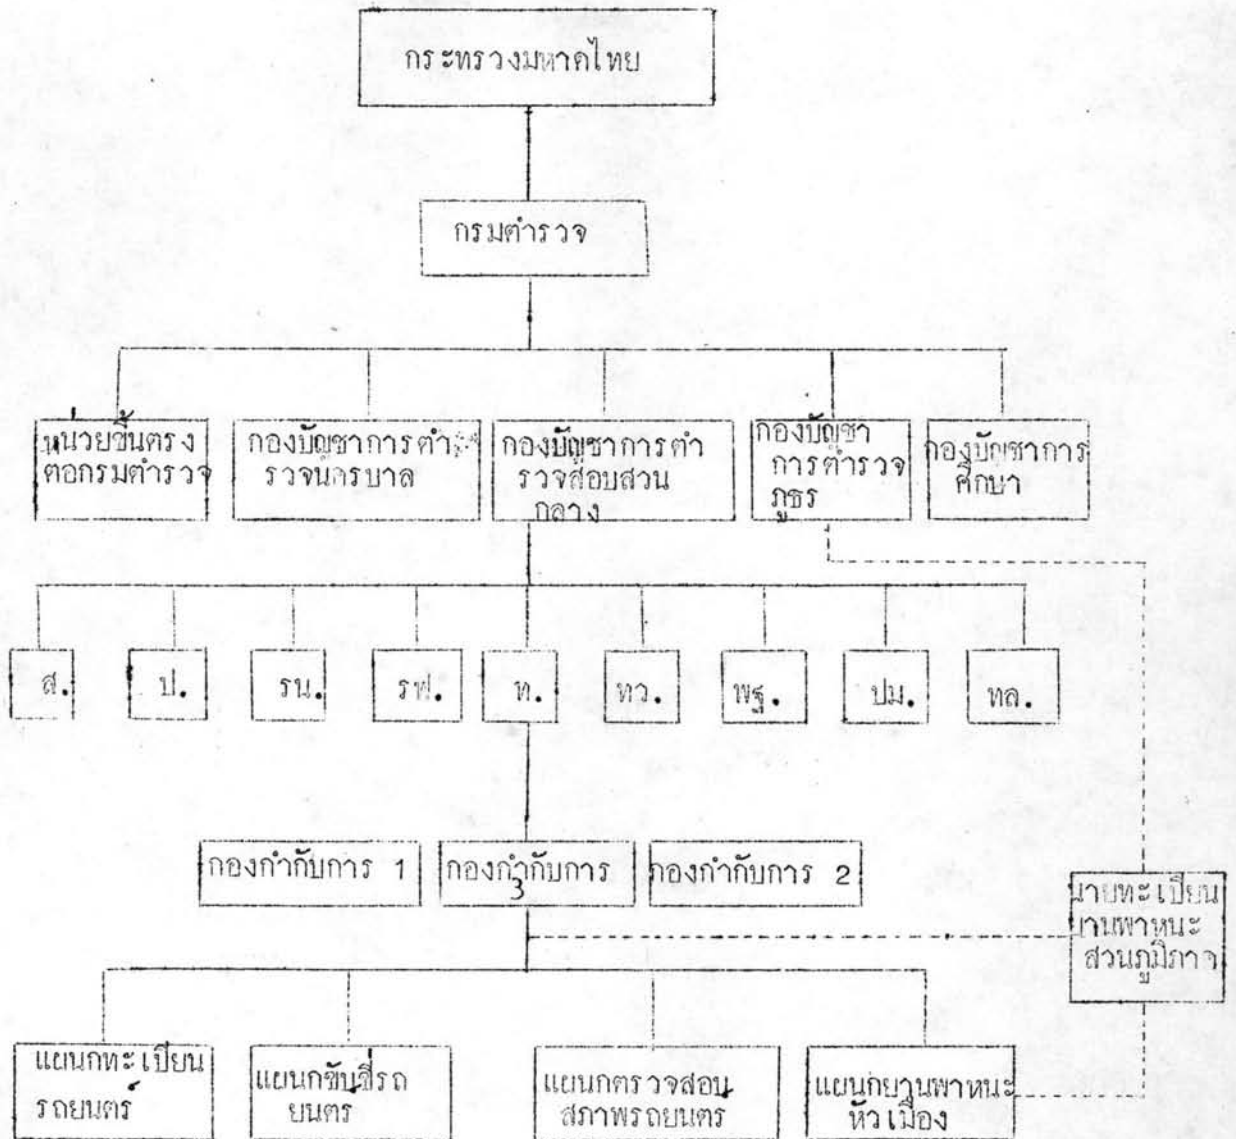 กระทรวงมหาดไทย
กรมตำรวจ
หน่วยขึ้นตรง
ต่อกรมตำรวจ
กองบัญชาการตำ
รวจนครบาล
กองบัญชาการตำ
รวจสอบสวน
กลาง
กองบัญชา
การตำรวจ
ภูธร
กองบัญชาการ
ศึกษา
ส.
ป.
รน.
รฟ.
ท.
ทว.
พฐ.
ปม.
ทล.
กองกำกับการ 1
กองกำกับการ
3
กองกำกับการ 2
นายทะเบียน
ยานพาหนะ
ส่วนภูมิภาค
แผนกทะเบียน
รถยนตร์
แผนกขับขี่รถ
ยนตร์
แผนกตรวจสอบ
สภาพรถยนตร์
แผนกยานพาหนะ
หัวเมือง